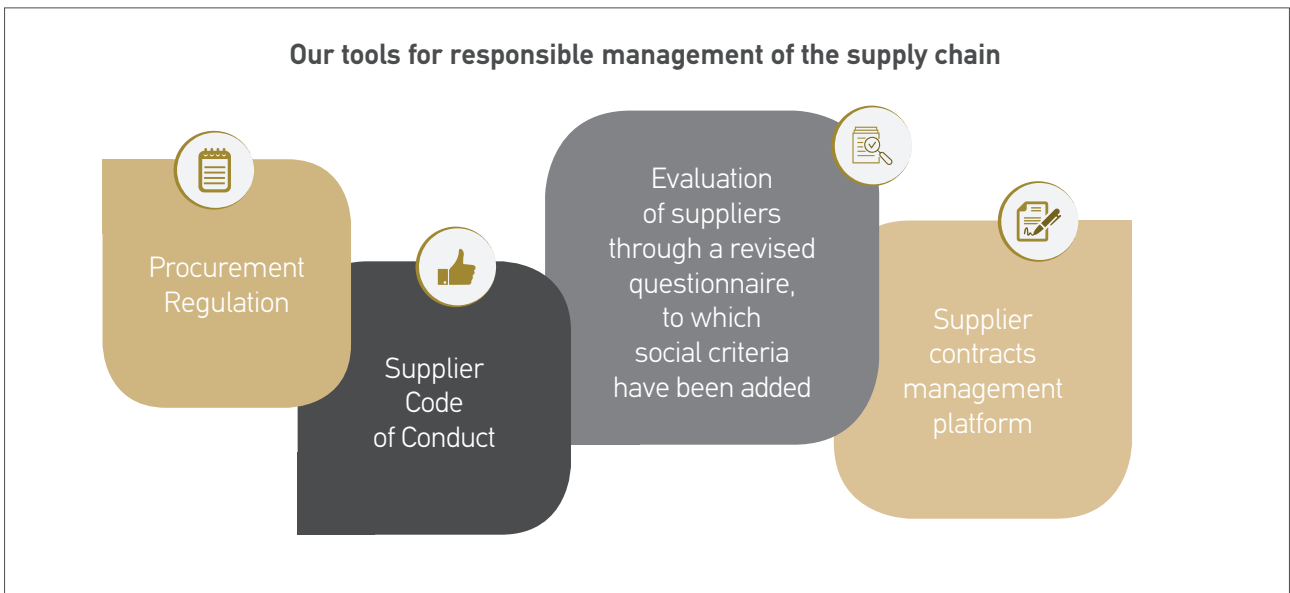 Our tools for responsible management of the supply chain
Procurement
Regulation
Supplier
Code
of Conduct
Evaluation
of suppliers
through a revised
questionnaire,
to which
social criteria
have been added
Supplier
contracts
management
platform